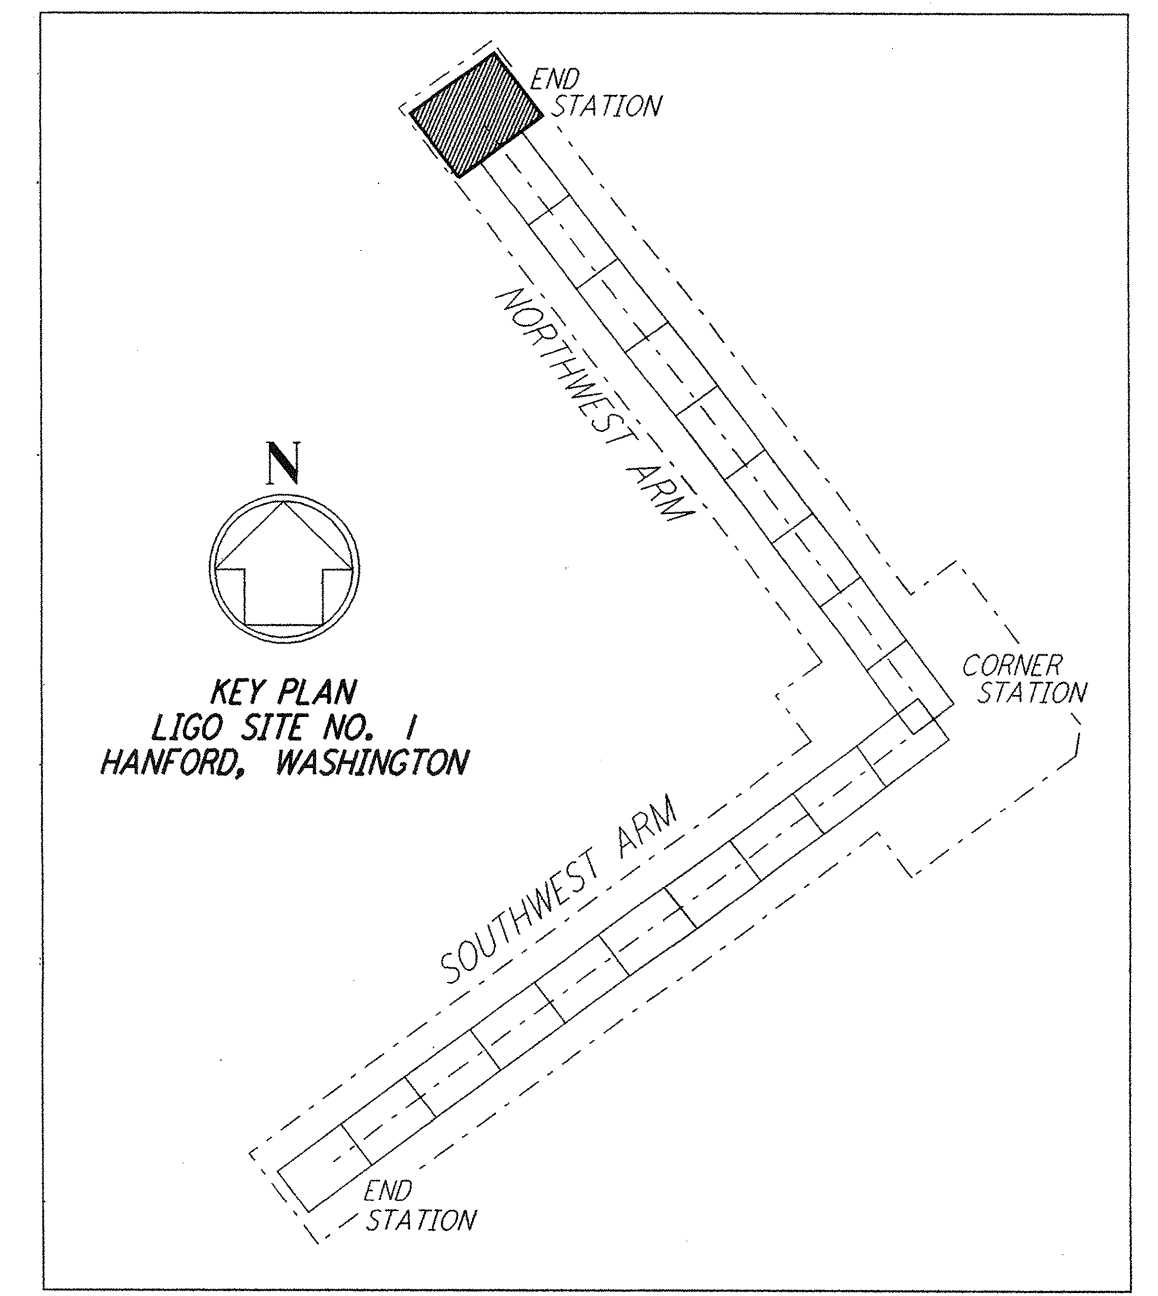 END
STATION
NORTHWEST ARM
N
CORNER
STATION
KEY PLAN
LIGO SITE NO. 1
HANFORD, WASHINGTON
SOUTHWEST ARM
END
STATION